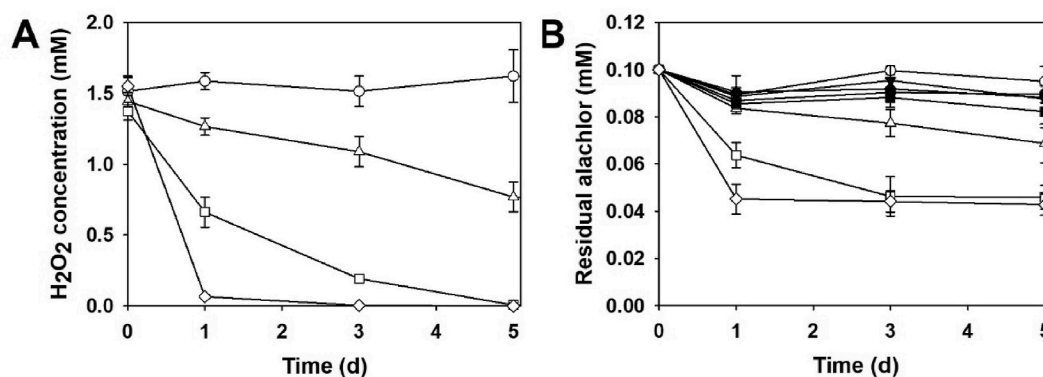 A
B
H2O2 concentration (mM)
2.0
1.5
1.0
0.5
0.0
0 1 2 3 4 5
Time (d)
Residual alachlor (mM)
0.12
0.10
0.08
0.06
0.04
0.02
0.00
0 1 2 3 4 5
Time (d)